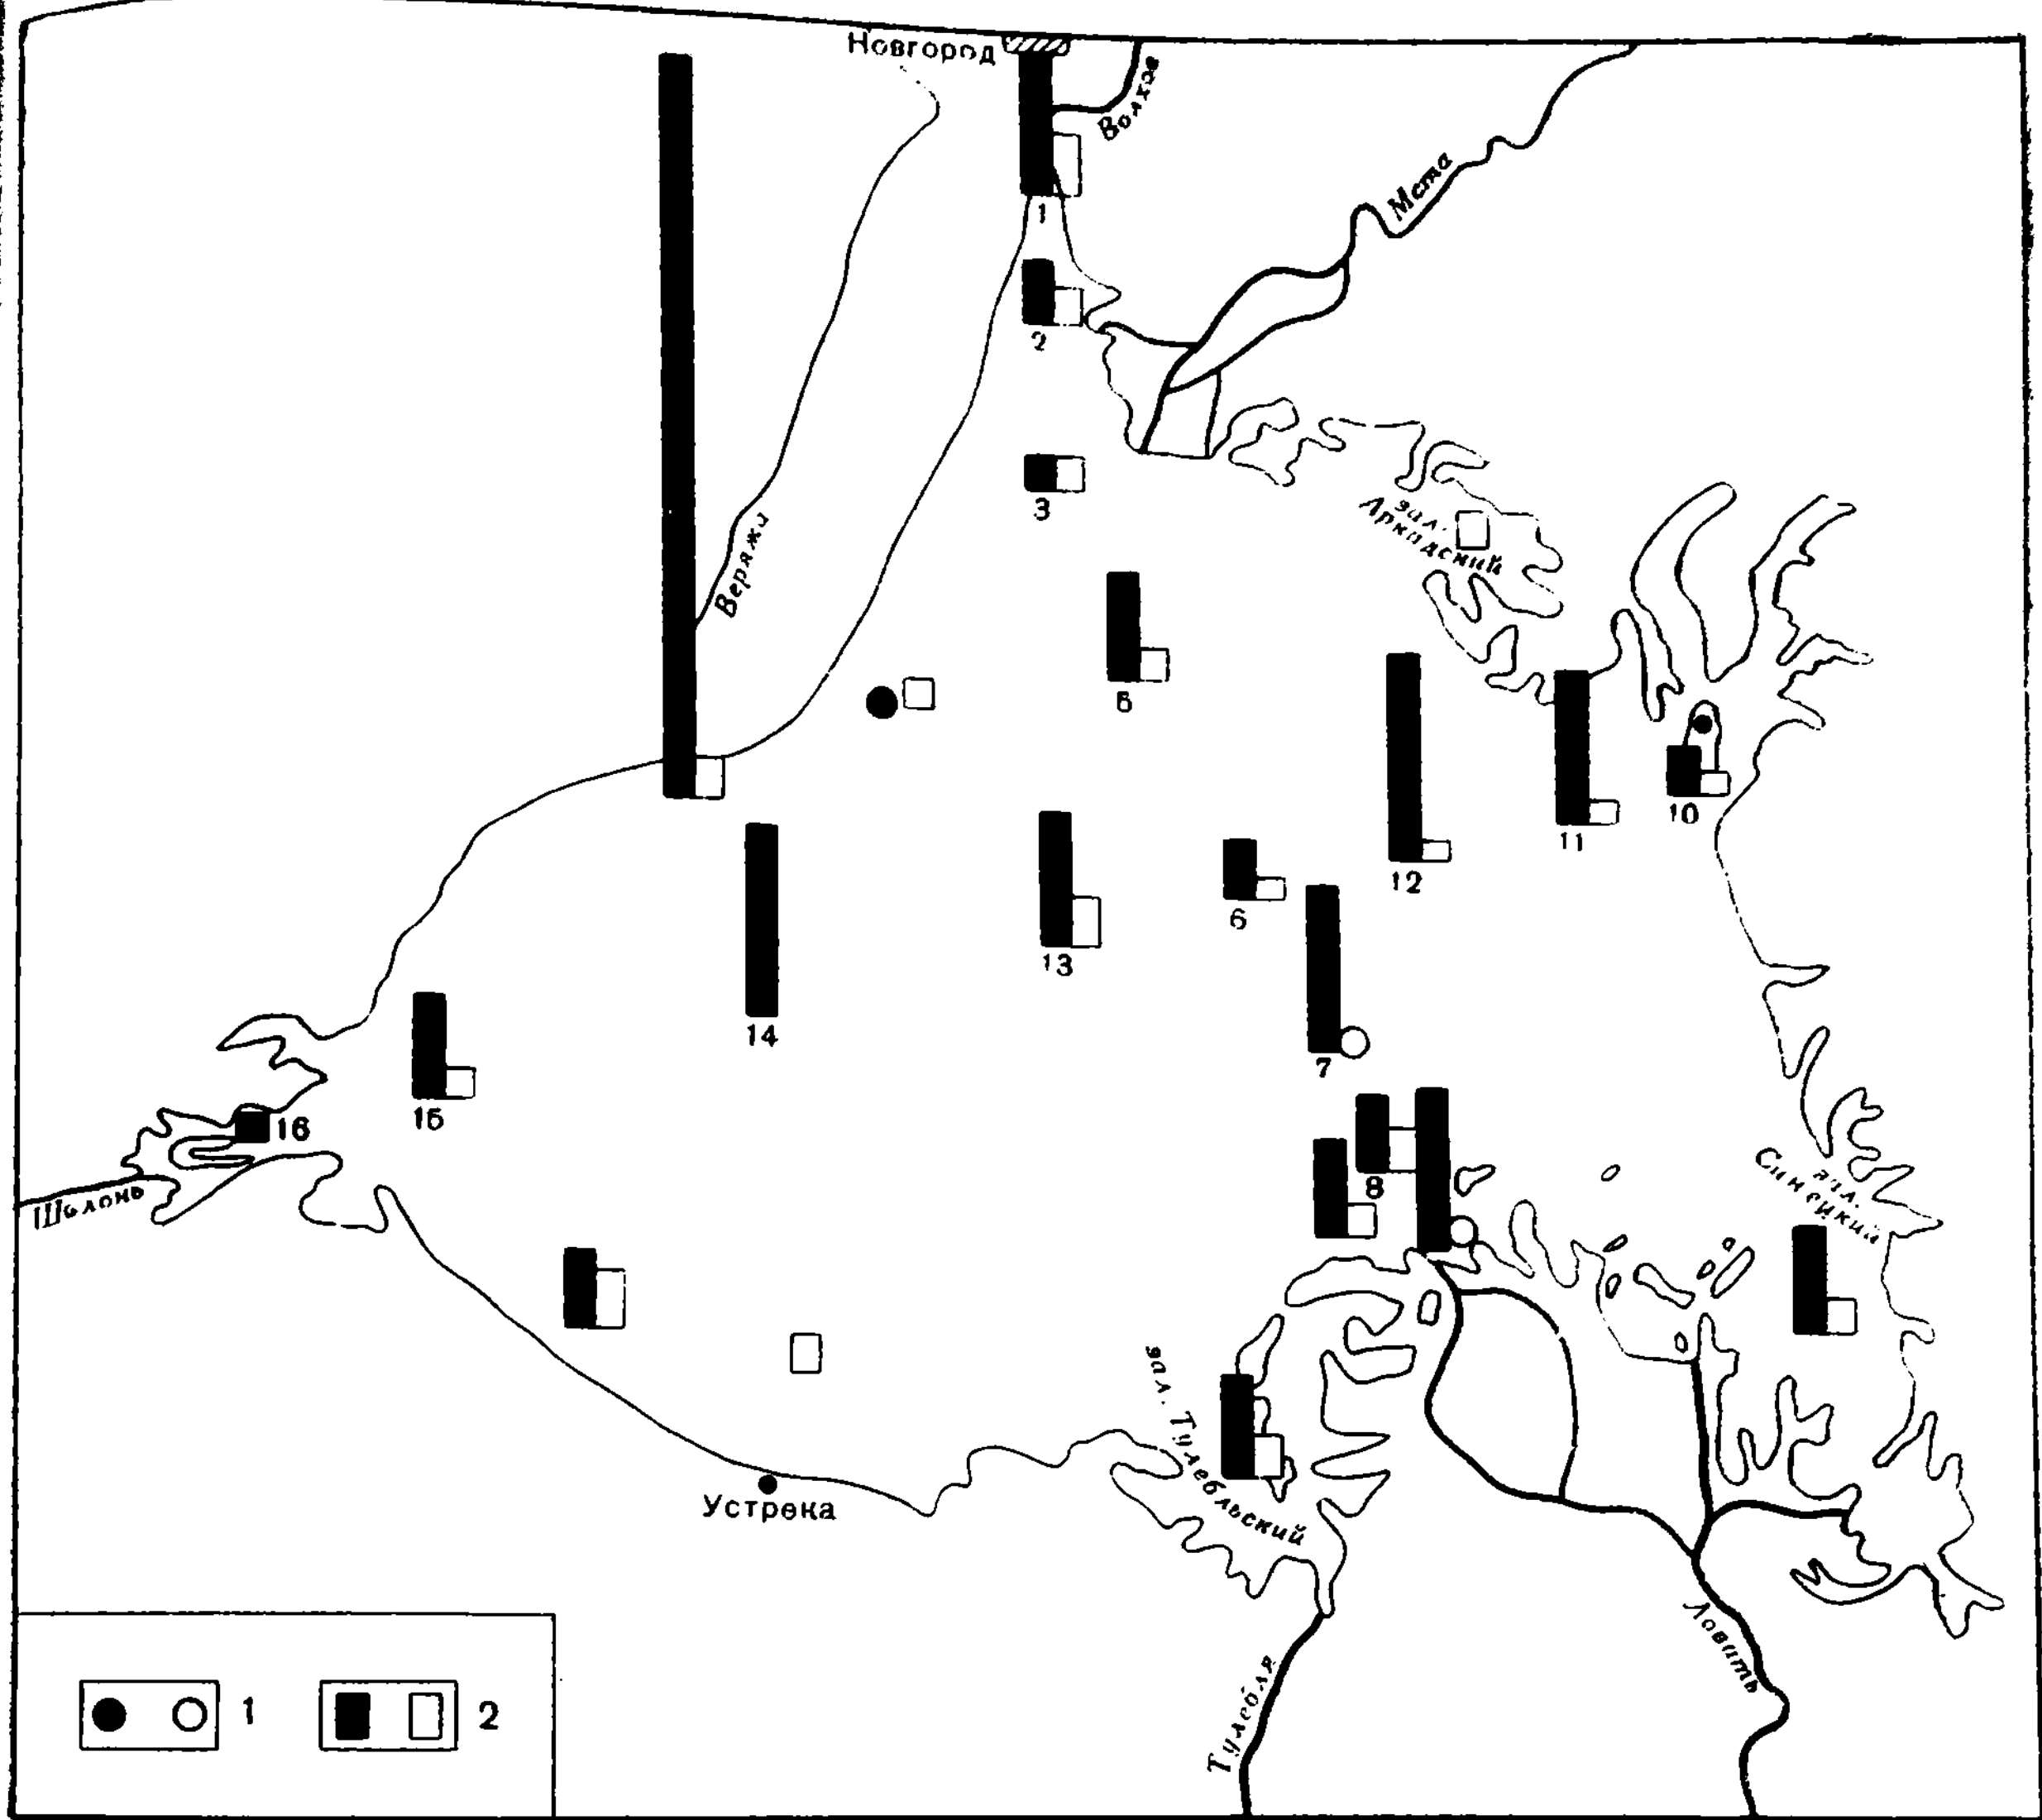 Новгород
Волхов
Мста
1
2
3
зал.
Аркадский
Веряжа
5
10
11
12
6
13
14
7
15
16
8
Шелонь
зал.
Синецкий
зал. Тулебльский
Устрека
Ловать
Тулебля
1
2